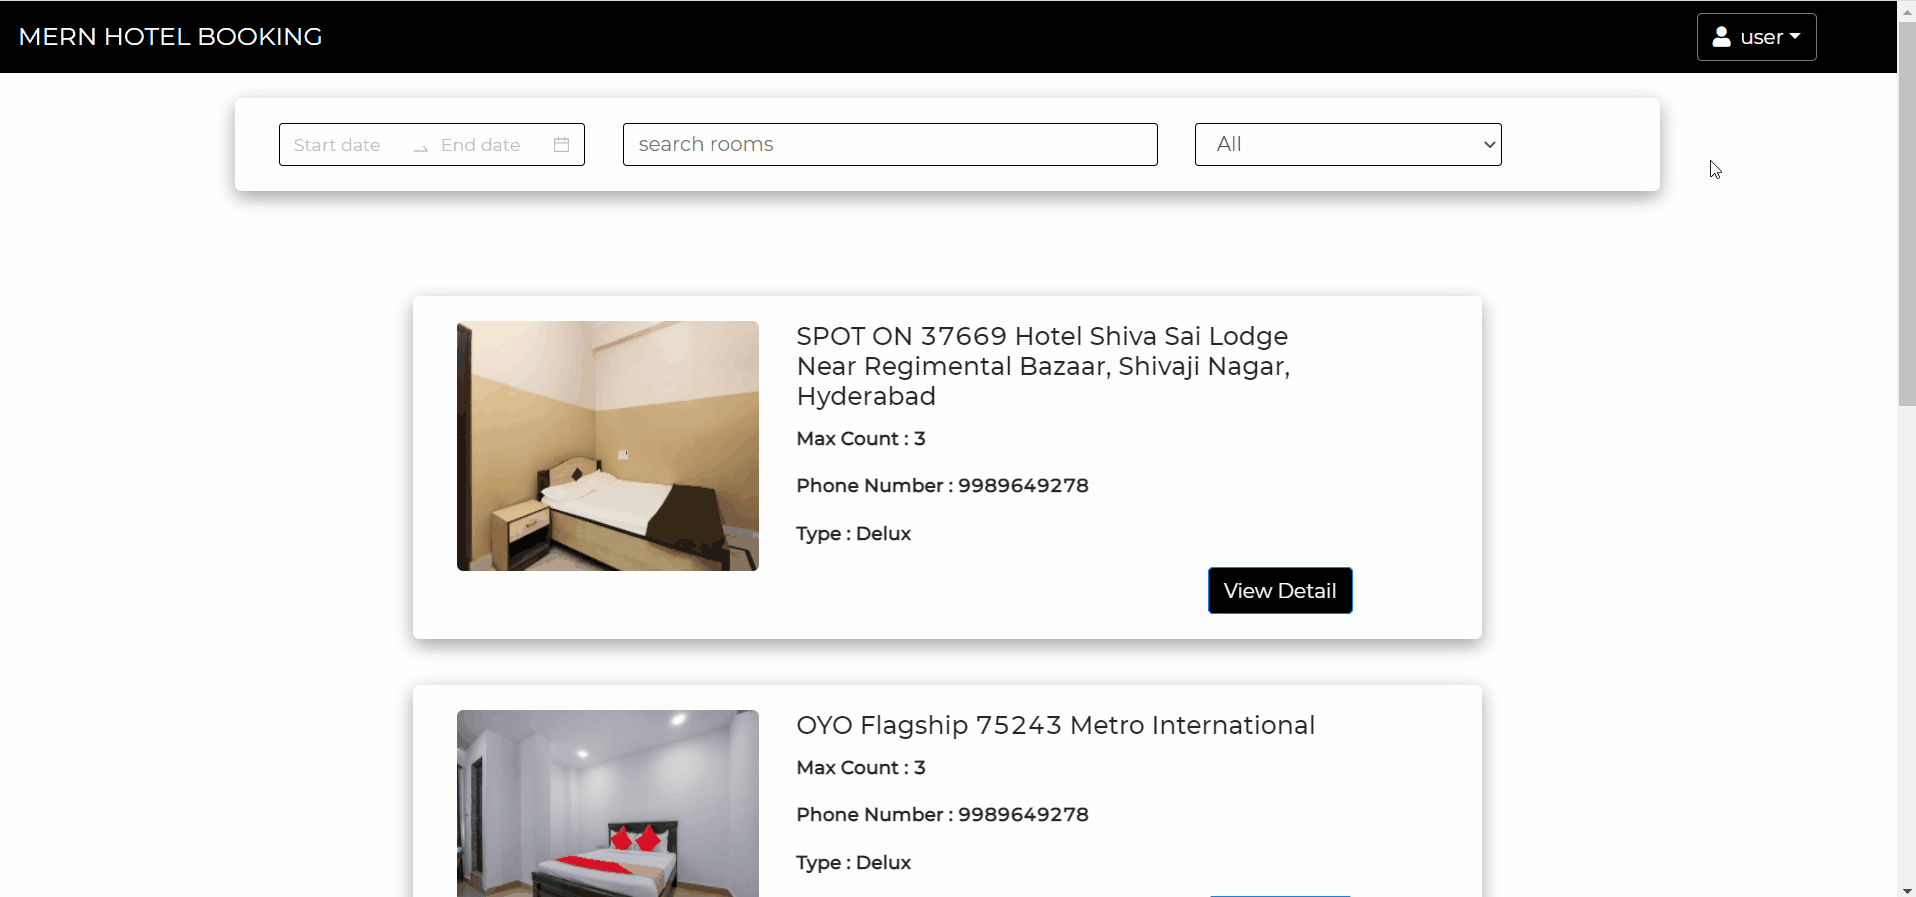 MERN HOTEL BOOKING
user
Start date
End date
search rooms
All
SPOT ON 37669 Hotel Shiva Sai Lodge
Near Regimental Bazaar, Shivaji Nagar,
Hyderabad
Max Count : 3
Phone Number : 9989649278
Type : Delux
View Detail
OYO Flagship 75243 Metro International
Max Count : 3
Phone Number : 9989649278
Type : Delux